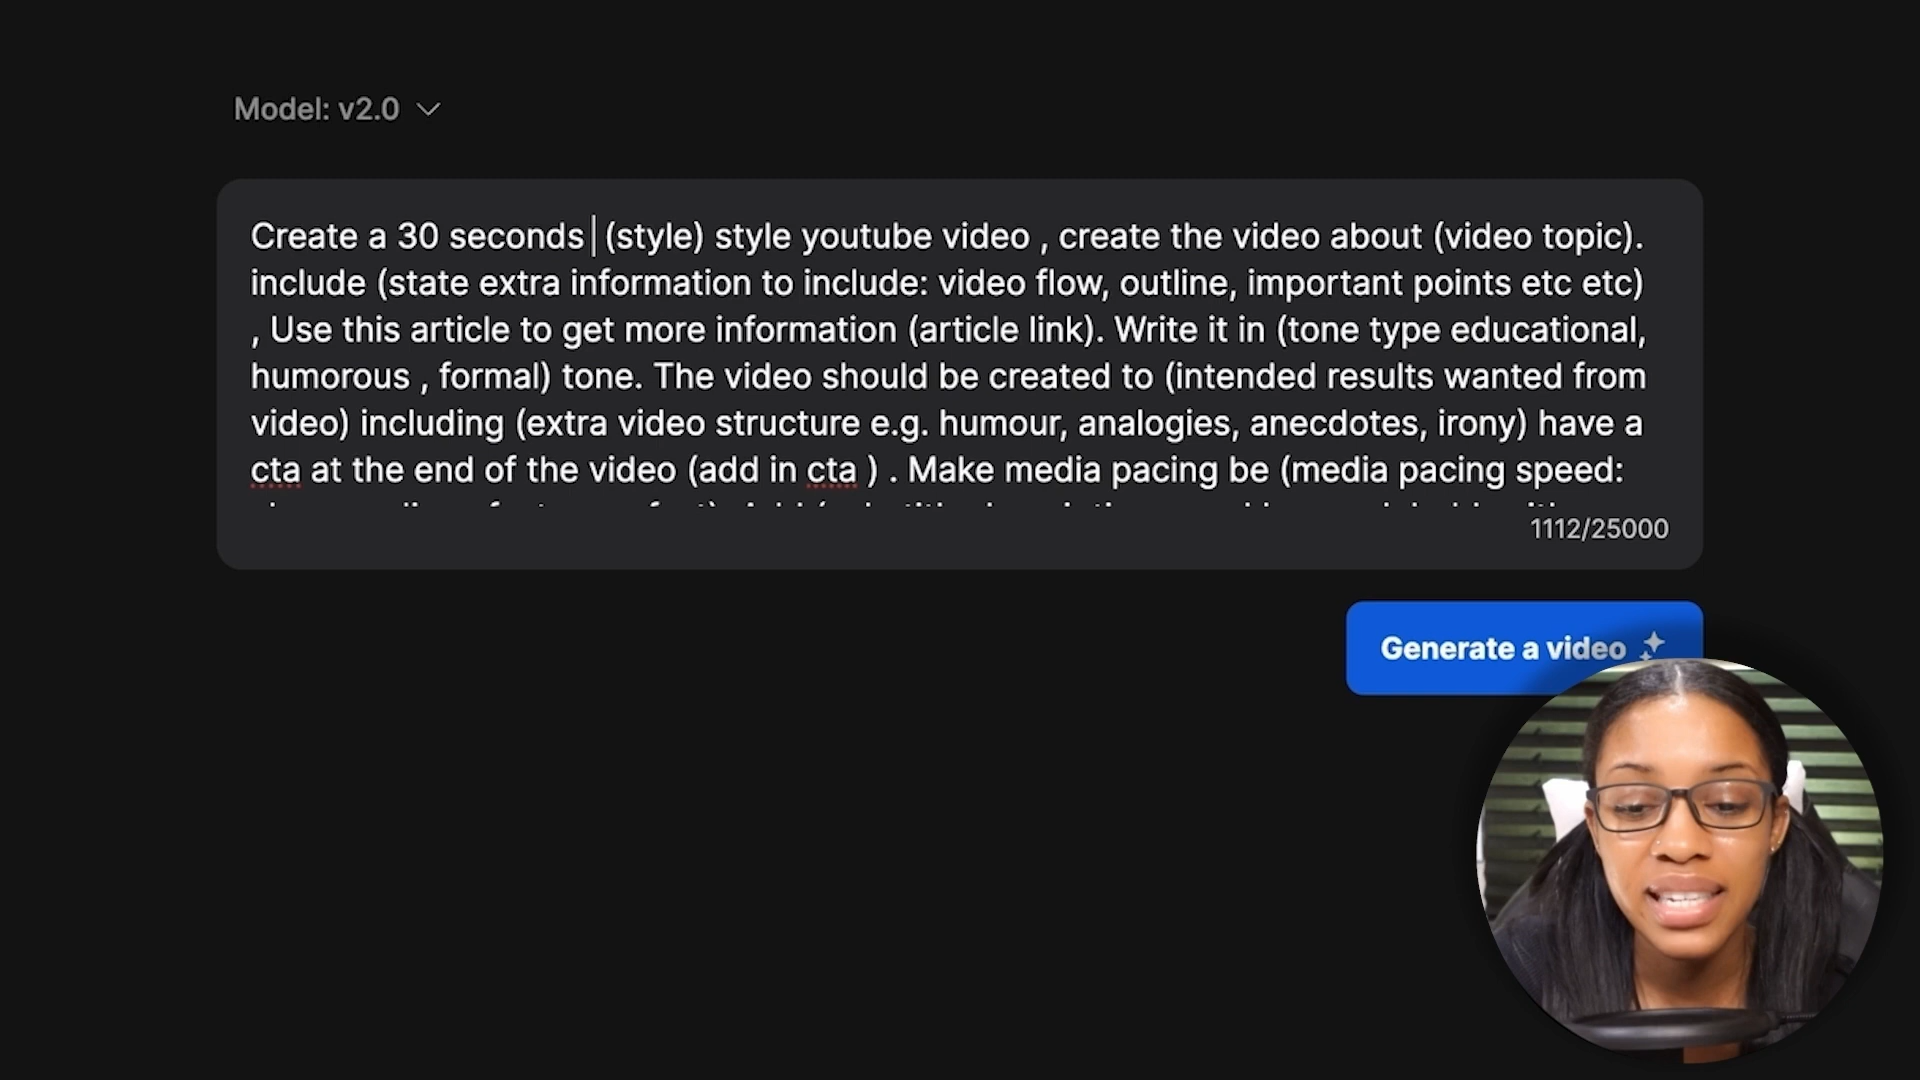 Model: v2.0
Create a 30 seconds (style) style youtube video , create the video about (video topic).
include (state extra information to include: video flow, outline, important points etc etc)
, Use this article to get more information (article link). Write it in (tone type educational,
humorous , formal) tone. The video should be created to (intended results wanted from
video) including (extra video structure e.g. humour, analogies, anecdotes, irony) have a
cta at the end of the video (add in cta ) . Make media pacing be (media pacing speed:
1112/25000
Generate a video